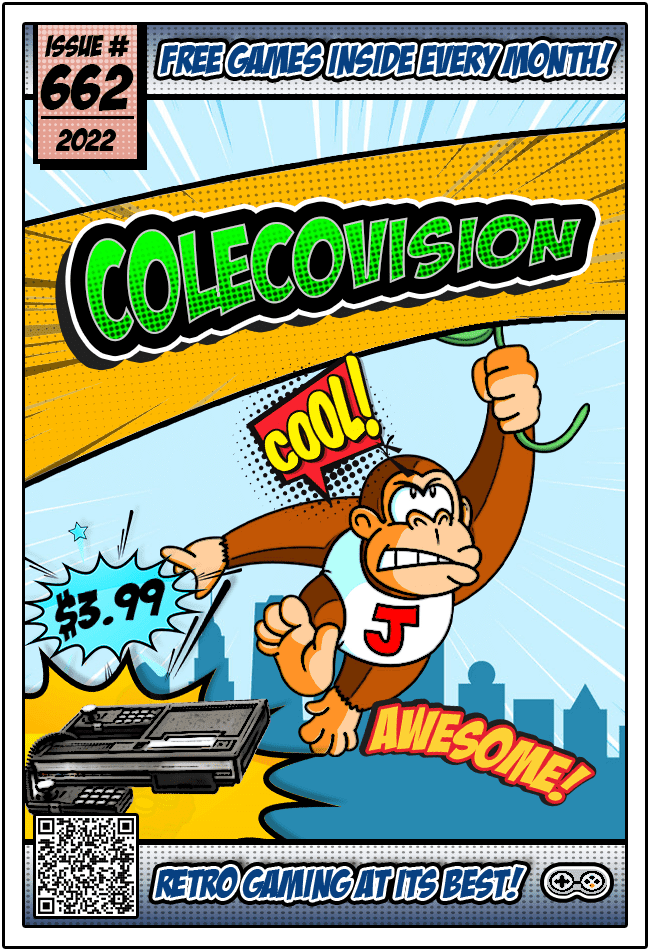 ISSUE #
662
2022
FREE GAMES INSIDE EVERY MONTH!
COLECOVISION
COOL!
$3.99
J
AWESOME!
RETRO GAMING AT ITS BEST!